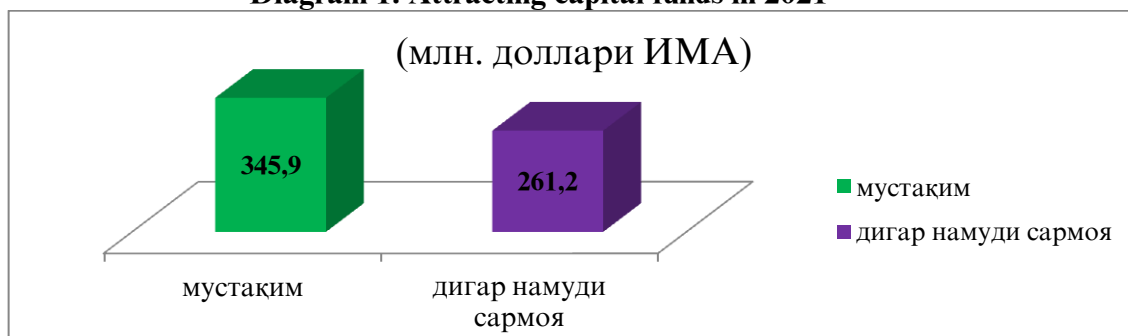 Diagram 1. Attracting capital funds in 2021
(млн. доллари ИМА)
345,9
261,2
мустақим
дигар намуди сармоя
мустақим
дигар намуди
сармоя